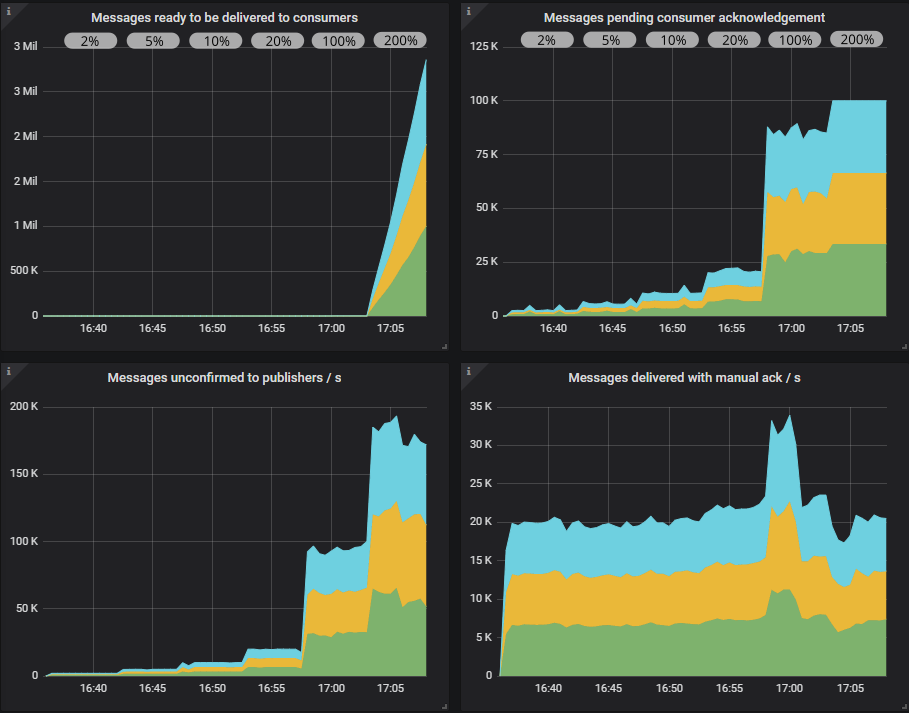 Messages ready to be delivered to consumers
2% 5% 10% 20% 100% 200%
3 Mil
3 Mil
2 Mil
2 Mil
1 Mil
500 K
0
16:40 16:45 16:50 16:55 17:00 17:05
Messages pending consumer acknowledgement
2% 5% 10% 20% 100% 200%
125 K
100 K
75 K
50 K
25 K
0
16:40 16:45 16:50 16:55 17:00 17:05
Messages unconfirmed to publishers / s
200 K
150 K
100 K
50 K
0
16:40 16:45 16:50 16:55 17:00 17:05
Messages delivered with manual ack / s
35 K
30 K
25 K
20 K
15 K
10 K
5 K
0
16:40 16:45 16:50 16:55 17:00 17:05